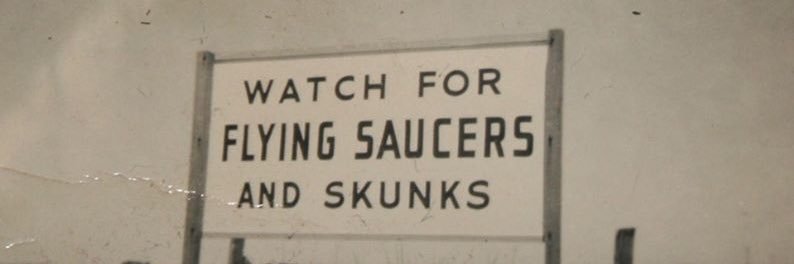 WATCH FOR
FLYING SAUCERS
AND SKUNKS